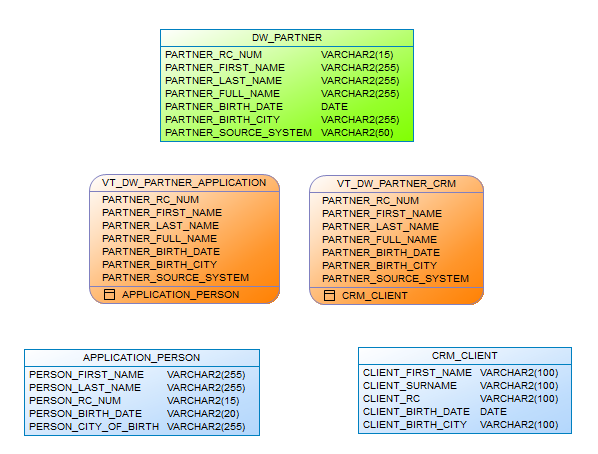 DW_PARTNER
PARTNER_RC_NUM VARCHAR2(15)
PARTNER_FIRST_NAME VARCHAR2(255)
PARTNER_LAST_NAME VARCHAR2(255)
PARTNER_FULL_NAME VARCHAR2(255)
PARTNER_BIRTH_DATE DATE
PARTNER_BIRTH_CITY VARCHAR2(255)
PARTNER_SOURCE_SYSTEM VARCHAR2(50)
VT_DW_PARTNER_APPLICATION
PARTNER_RC_NUM
PARTNER_FIRST_NAME
PARTNER_LAST_NAME
PARTNER_FULL_NAME
PARTNER_BIRTH_DATE
PARTNER_BIRTH_CITY
PARTNER_SOURCE_SYSTEM
APPLICATION_PERSON
VT_DW_PARTNER_CRM
PARTNER_RC_NUM
PARTNER_FIRST_NAME
PARTNER_LAST_NAME
PARTNER_FULL_NAME
PARTNER_BIRTH_DATE
PARTNER_BIRTH_CITY
PARTNER_SOURCE_SYSTEM
CRM_CLIENT
APPLICATION_PERSON
PERSON_FIRST_NAME VARCHAR2(255)
PERSON_LAST_NAME VARCHAR2(255)
PERSON_RC_NUM VARCHAR2(15)
PERSON_BIRTH_DATE VARCHAR2(20)
PERSON_CITY_OF_BIRTH VARCHAR2(255)
CRM_CLIENT
CLIENT_FIRST_NAME VARCHAR2(100)
CLIENT_SURNAME VARCHAR2(100)
CLIENT_RC VARCHAR2(100)
CLIENT_BIRTH_DATE DATE
CLIENT_BIRTH_CITY VARCHAR2(100)